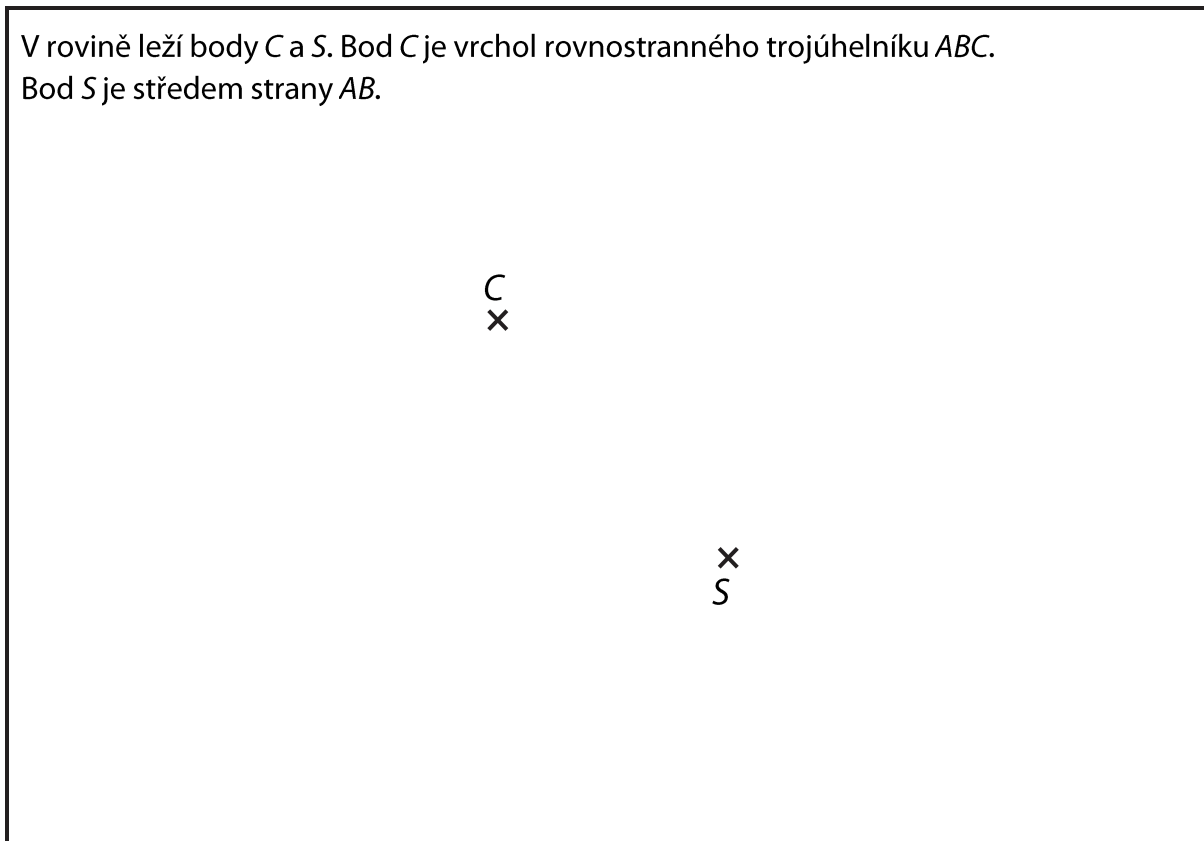 V rovině leží body C a S. Bod C je vrchol rovnostranného trojúhelníku ABC.
Bod S je středem strany AB.
C
S